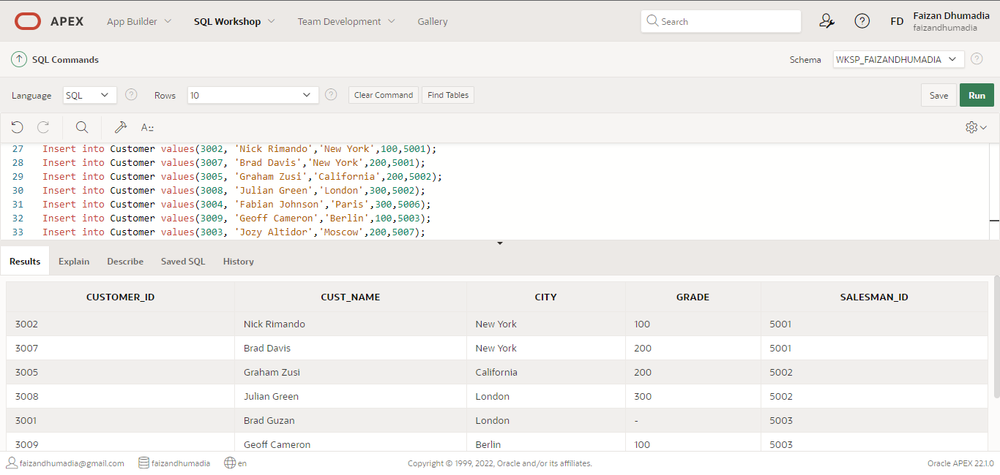 APEX App Builder SQL Workshop Team Development Gallery Search FD Faizan Dhumadia
faizandhumadia
SQL Commands Schema WKSP_FAIZANDHUMADIA ?
Language SQL ? Rows 10 ? Clear Command Find Tables Save Run
A::
27 Insert into Customer values(3002, 'Nick Rimando','New York',100,5001);
28 Insert into Customer values(3007, 'Brad Davis','New York',200,5001);
29 Insert into Customer values(3005, 'Graham Zusi','California',200,5002);
30 Insert into Customer values(3008, 'Julian Green','London',300,5002);
31 Insert into Customer values(3004, 'Fabian Johnson','Paris',300,5006);
32 Insert into Customer values(3009, 'Geoff Cameron','Berlin',100,5003);
33 Insert into Customer values(3003, 'Jozy Altidor','Moscow',200,5007);
Results Explain Describe Saved SQL History
CUSTOMER_ID CUST_NAME CITY GRADE SALESMAN_ID
3002 Nick Rimando New York 100 5001
3007 Brad Davis New York 200 5001
3005 Graham Zusi California 200 5002
3008 Julian Green London 300 5002
3001 Brad Guzan London - 5003
3009 Geoff Cameron Berlin 100 5003
faizandhumadia@gmail.com faizandhumadia en Copyright © 1999, 2022, Oracle and/or its affiliates. Oracle APEX 22.1.0